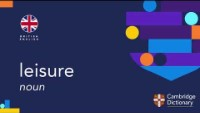 BRITISH
ENGLISH
leisure
noun
Cambridge
Dictionary